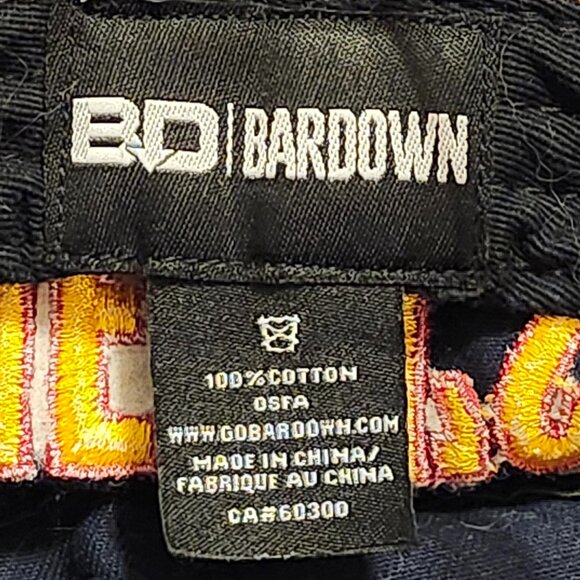 BD | BARDOWN
100% COTTON
OSFA
WWW.GOBARDOWN.COM
MADE IN CHINA/
FABRIQUE AU CHINA
CA#60300